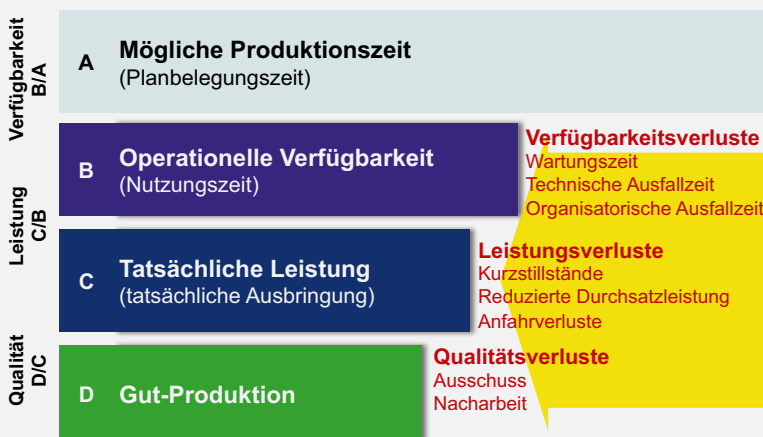 Verfügbarkeit
B/A
A
Mögliche Produktionszeit
(Planbelegungszeit)
B
Operationelle Verfügbarkeit
(Nutzungszeit)
Verfügbarkeitsverluste
Wartungszeit
Technische Ausfallzeit
Organisatorische Ausfallzeit
Leistung
C/B
C
Tatsächliche Leistung
(tatsächliche Ausbringung)
Leistungsverluste
Kurzstillstände
Reduzierte Durchsatzleistung
Anfahrverluste
Qualität
D/C
D
Gut-Produktion
Qualitätsverluste
Ausschuss
Nacharbeit